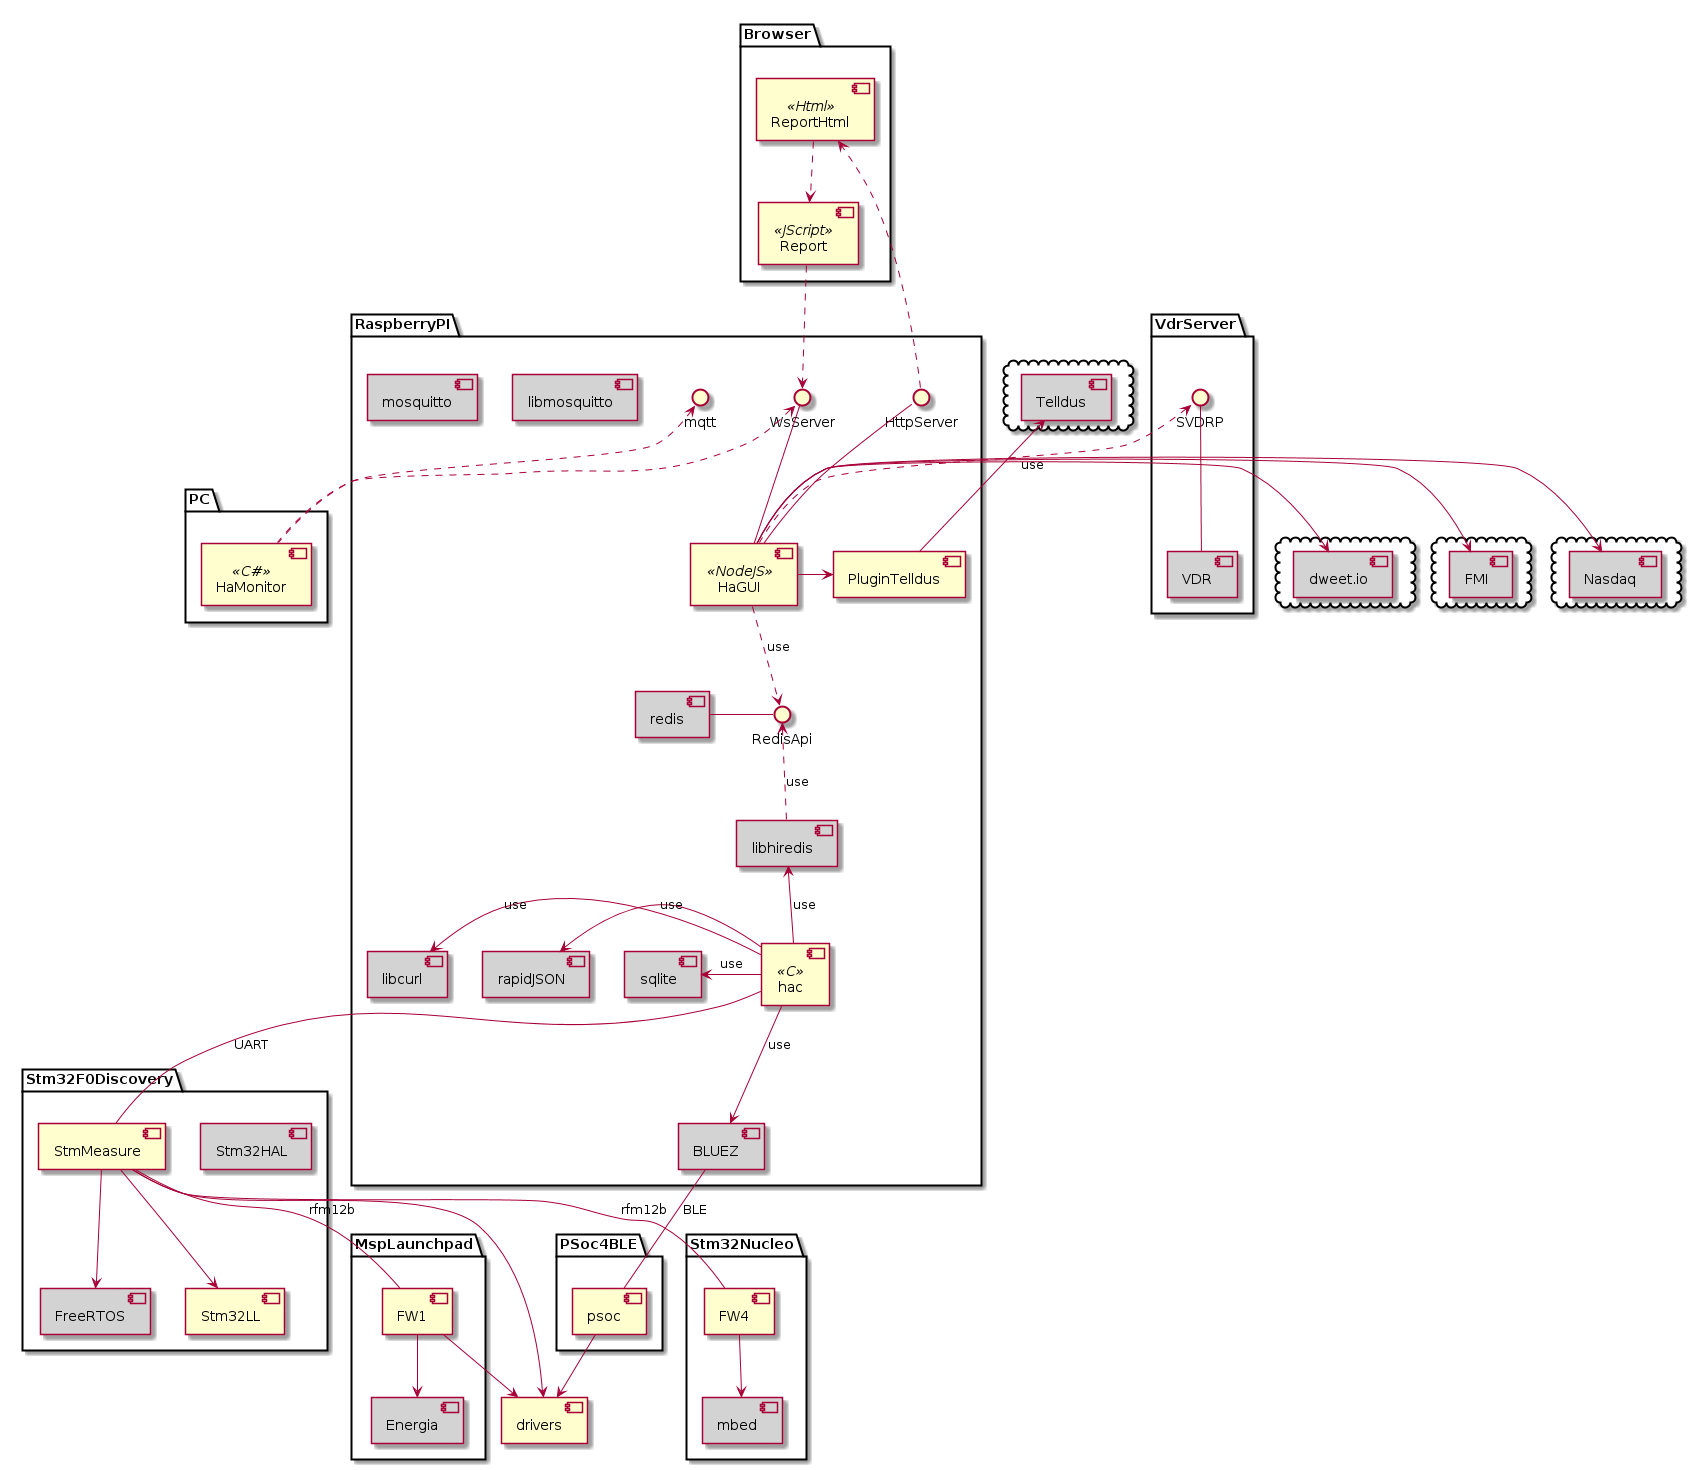 Browser
«Html»
ReportHtml
«JScript»
Report
RaspberryPI
VdrServer
mosquitto
libmosquitto
mqtt
WsServer
HttpServer
Telldus
SVDRP
use
PC
«C#»
HaMonitor
«NodeJS»
HaGUI
PluginTelldus
VDR
dweet.io
FMI
Nasdaq
use
redis
RedisApi
use
libhiredis
use
use
use
use
libcurl
rapidJSON
sqlite
«C»
hac
UART
use
Stm32F0Discovery
StmMeasure
Stm32HAL
BLUEZ
rfm12b
rfm12b
BLE
MspLaunchpad
PSoc4BLE
Stm32Nucleo
FreeRTOS
Stm32LL
FW1
psoc
FW4
Energia
drivers
mbed